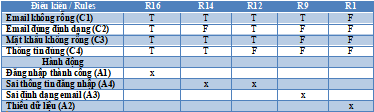 Điều kiện / Rules R16 R14 R12 R9 R1
Email không rỗng (C1) T T T T F
Email đụng định dạng (C2) T F T F F
Mật khẩu không rỗng (C3) T T T F F
Thông tin đung (C4) T T F F F
Hành động
Đăng nhập thành công (A1) x
Sai thông tin đăng nhập (A4) x x
Sai định dạng email (A3) x
Thiếu dữ liệu (A2) x